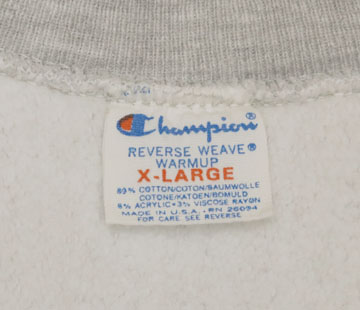 Champion®
REVERSE WEAVE®
WARMUP
X-LARGE
89% COTTON/COTON/BAUMWOLLE
COTONE/KATOEN/BOMULD
8% ACRYLIC•3% VISCOSE RAYON
MADE IN U.S.A., RN 26094
FOR CARE SEE REVERSE